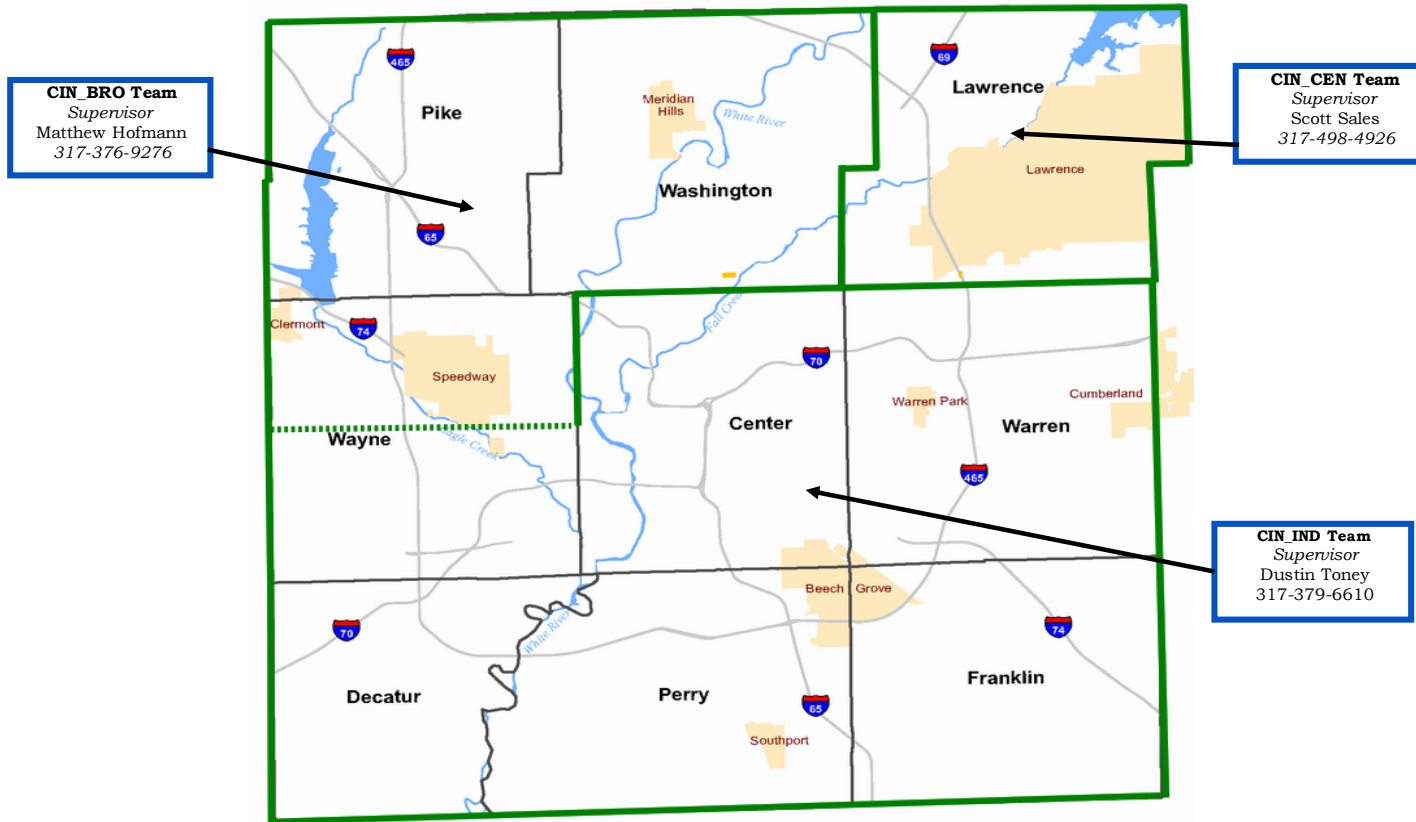 CIN_BRO Team
Supervisor
Matthew Hofmann
317-376-9276
CIN_CEN Team
Supervisor
Scott Sales
317-498-4926
CIN_IND Team
Supervisor
Dustin Toney
317-379-6610
465
Pike
65
Meridian
Hills
White River
Washington
69
Lawrence
Lawrence
Clermont
74
Speedway
Wayne
Eagle Creek
Fall Creek
70
Center
Warren Park
Cumberland
Warren
465
Beech Grove
70
White River
Decatur
Perry
65
Southport
74
Franklin